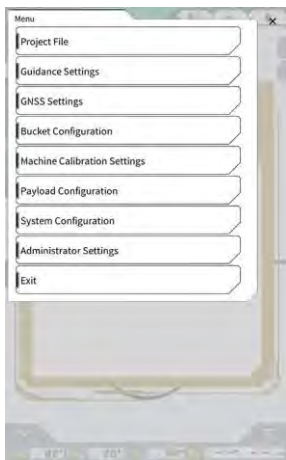 Menu
Project File
Guidance Settings
GNSS Settings
Bucket Configuration
Machine Calibration Settings
Payload Configuration
System Configuration
Administrator Settings
Exit